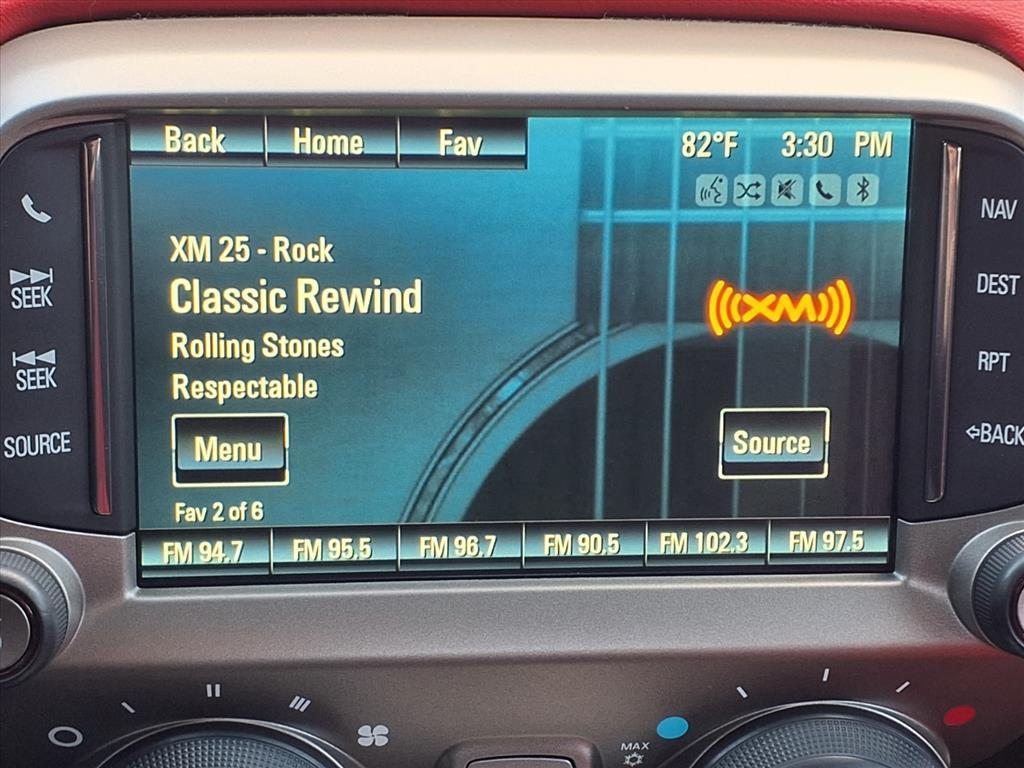 Back Home Fav 82°F 3:30 PM
NAV
XM 25 - Rock
SEEK
Classic Rewind
XM
DEST
Rolling Stones
SEEK
RPT
Respectable
SOURCE
Menu
Source
BACK
Fav 2 of 6
FM 94.7 FM 95.5 FM 96.7 FM 90.5 FM 102.3 FM 97.5
MAX